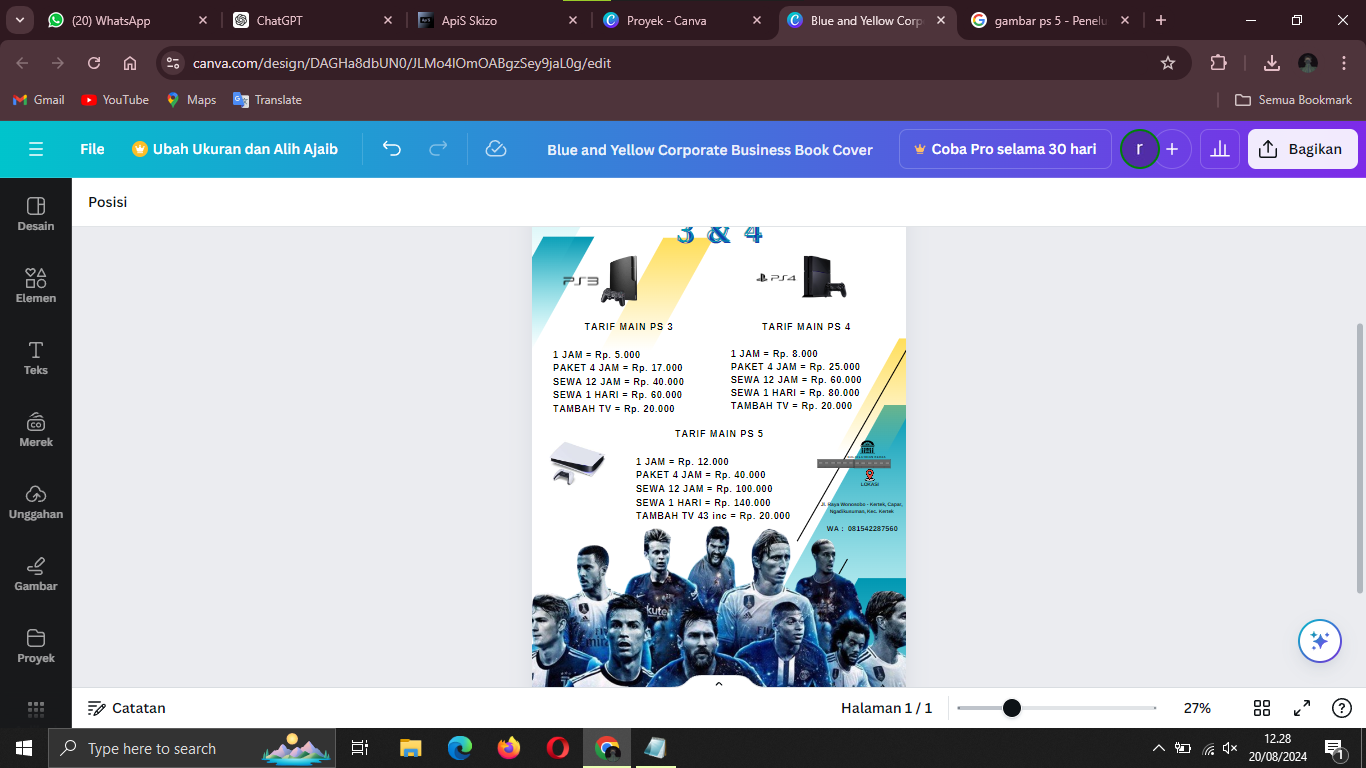 (20) WhatsApp
ChatGPT
ApiS Skizo
Proyek - Canva
Blue and Yellow Corp
gambar ps 5 - Penelu
canva.com/design/DAGHa8dbUN0/JLMo4lOmOABgzSey9jaL0g/edit
Gmail
YouTube
Maps
Translate
Semua Bookmark
File
Ubah Ukuran dan Alih Ajaib
Blue and Yellow Corporate Business Book Cover
Coba Pro selama 30 hari
r
Bagikan
Posisi
Desain
Elemen
Teks
Merek
Unggahan
Gambar
Proyek
3 & 4
PS3
PS4
TARIF MAIN PS 3
1 JAM = Rp. 5.000
PAKET 4 JAM = Rp. 17.000
SEWA 12 JAM = Rp. 40.000
SEWA 1 HARI = Rp. 60.000
TAMBAH TV = Rp. 20.000
TARIF MAIN PS 4
1 JAM = Rp. 8.000
PAKET 4 JAM = Rp. 25.000
SEWA 12 JAM = Rp. 60.000
SEWA 1 HARI = Rp. 80.000
TAMBAH TV = Rp. 20.000
TARIF MAIN PS 5
1 JAM = Rp. 12.000
PAKET 4 JAM = Rp. 40.000
SEWA 12 JAM = Rp. 100.000
SEWA 1 HARI = Rp. 140.000
TAMBAH TV 43 inc = Rp. 20.000
LOKASI
Jl. Raya Wonosobo - Kertek, Capar,
Ngadikusuman, Kec. Kertek
WA : 081542287560
Catatan
Halaman 1 / 1
27%
Type here to search
12.28
20/08/2024
1